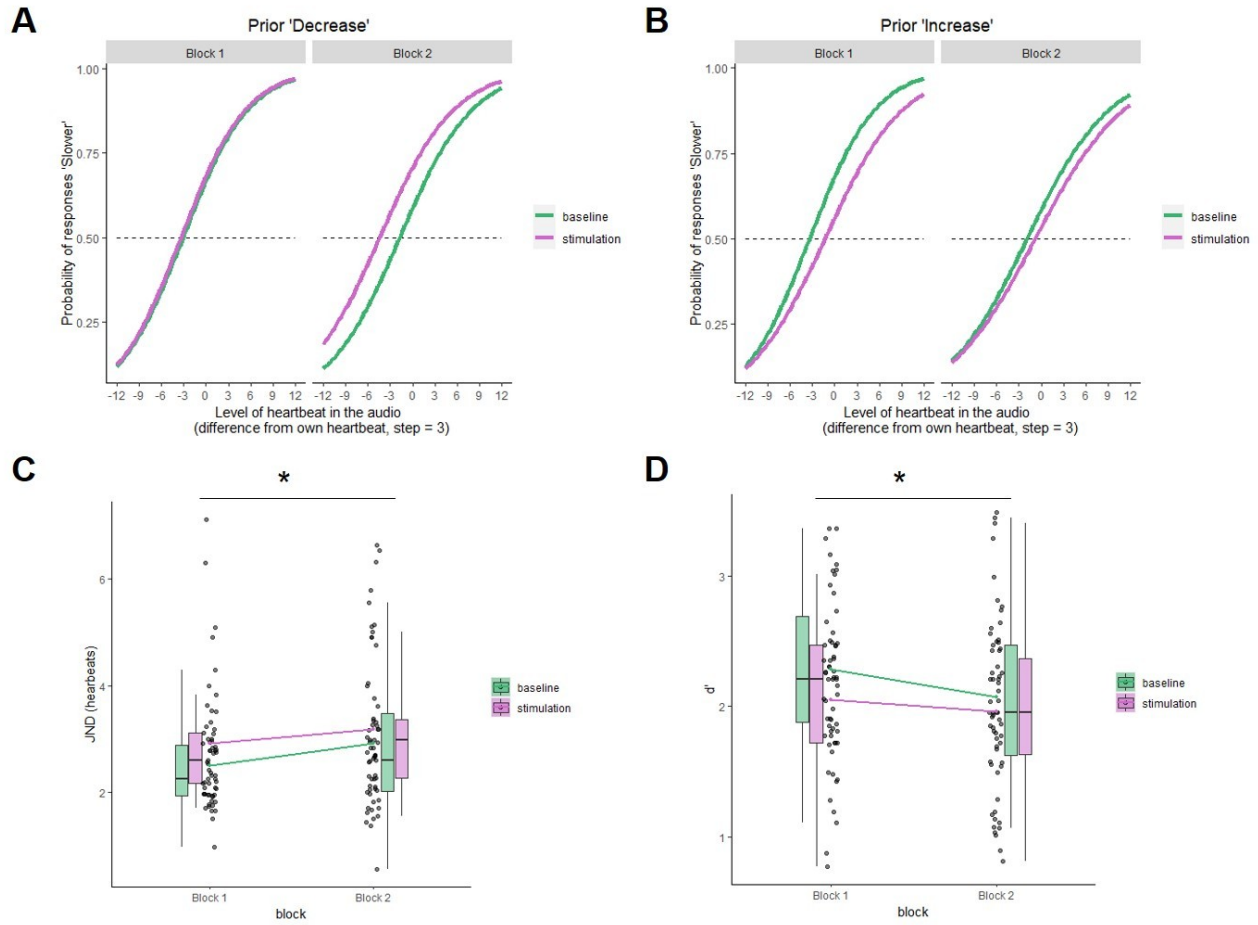 A
Prior 'Decrease'
Block 1
Block 2
1.00
0.75
0.50
0.25
Probability of responses 'Slower'
-12 -9 -6 -3 0 3 6 9 12
-12 -9 -6 -3 0 3 6 9 12
Level of heartbeat in the audio
(difference from own heartbeat, step = 3)
baseline
stimulation
B
Prior 'Increase'
Block 1
Block 2
1.00
0.75
0.50
0.25
Probability of responses 'Slower'
-12 -9 -6 -3 0 3 6 9 12
-12 -9 -6 -3 0 3 6 9 12
Level of heartbeat in the audio
(difference from own heartbeat, step = 3)
baseline
stimulation
C
*
6
4
2
JND (hearbeats)
Block 1
Block 2
block
baseline
stimulation
D
*
3
2
1
d'
Block 1
Block 2
block
baseline
stimulation